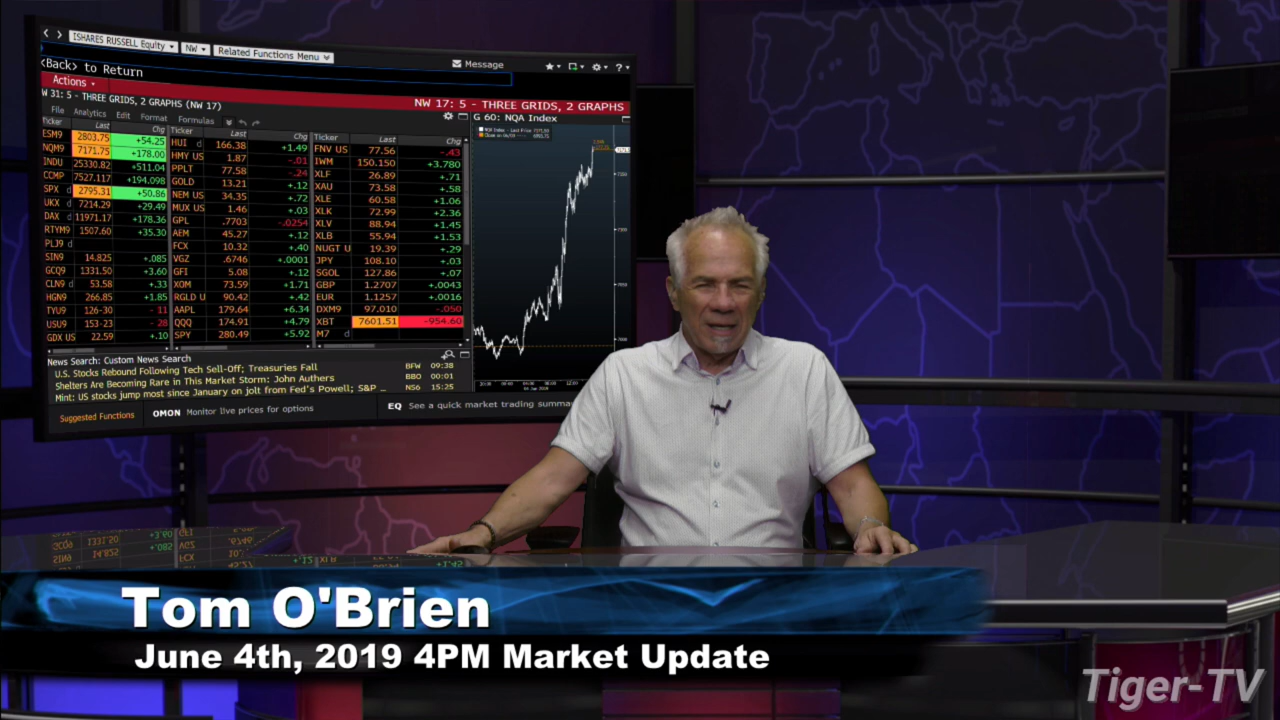 < > ISHARES RUSSELL Equity NW Related Functions Menu
Message
<Back> to Return
Actions
W 31: 5 - THREE GRIDS, 2 GRAPHS (NW 17)
NW 17: 5 - THREE GRIDS, 2 GRAPHS
File Analytics Edit Format Formulas
G 60: NQA Index
Ticker Last Chg
ESM9 2803.75 +54.25
NQM9 7171.75 +178.00
INDU 25330.82 +511.04
CCMP 7527.117 +194.098
SPX d 2795.31 +50.86
UKX d 7214.29 +29.49
DAX d 11971.17 +178.36
RTYM9 1507.60 +35.30
PLJ9 d
SIN9 14.825 +.085
GCQ9 1331.50 +3.60
CLN9 d 53.58 +.33
HGN9 266.85 +1.85
TYU9 126-30 - 11
USU9 153-23 - 28
GDX US 22.59 +.10
Ticker Last Chg
HUI d 166.38 +1.49
HMY US 1.87 -.01
PPLT 77.58 -.24
GOLD 13.21 +.12
NEM US 34.35 +.72
MUX US 1.46 +.03
GPL .7703 -.0254
AEM 45.27 +.12
FCX 10.32 +.40
VGZ .6746 +.0001
GFI 5.08 +.12
XOM 73.59 +1.71
RGLD U 90.42 +.42
AAPL 179.64 +6.34
QQQ 174.91 +4.79
SPY 280.49 +5.92
Ticker Last Chg
FNV US 77.56 -.43
IWM 150.150 +3.780
XLF 26.89 +.71
XAU 73.58 +.58
XLE 60.58 +1.06
XLK 72.99 +2.36
XLV 88.94 +1.45
XLB 55.94 +1.53
NUGT U 19.39 +.29
JPY 108.10 +.03
SGOL 127.86 +.07
GBP 1.2707 +.0043
EUR 1.1257 +.0016
DXM9 97.010 -.050
XBT 7601.51 -954.60
M7 d
News Search: Custom News Search
U.S. Stocks Rebound Following Tech Sell-Off; Treasuries Fall BFW 09:38
Shelters Are Becoming Rare in This Market Storm: John Authers BBO 00:01
Mint: US stocks jump most since January on jolt from Fed's Powell; S&P _ NS6 15:25
Suggested Functions OMON Monitor live prices for options EQ See a quick market trading summa
Tom O'Brien
June 4th, 2019 4PM Market Update
Tiger-TV